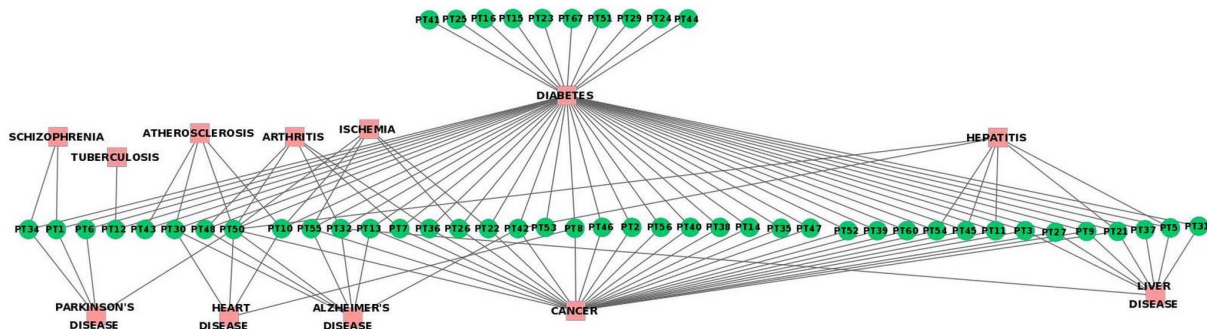 PT41 PT25 PT16 PT15 PT23 PT67 PT51 PT29 PT24 PT44
DIABETES
SCHIZOPHRENIA ATHEROSCLEROSIS ARTHRITIS ISCHEMIA HEPATITIS
TUBERCULOSIS
PT34 PT1 PT6 PT12 PT43 PT30 PT48 PT50 PT10 PT55 PT32 PT13 PT7 PT36 PT26 PT22 PT42 PT53 PT8 PT46 PT2 PT56 PT40 PT38 PT14 PT35 PT47 PT52 PT39 PT60 PT54 PT45 PT11 PT3 PT27 PT9 PT21 PT37 PT5 PT31
PARKINSON'S DISEASE
HEART DISEASE
ALZHEIMER'S DISEASE
CANCER
LIVER DISEASE